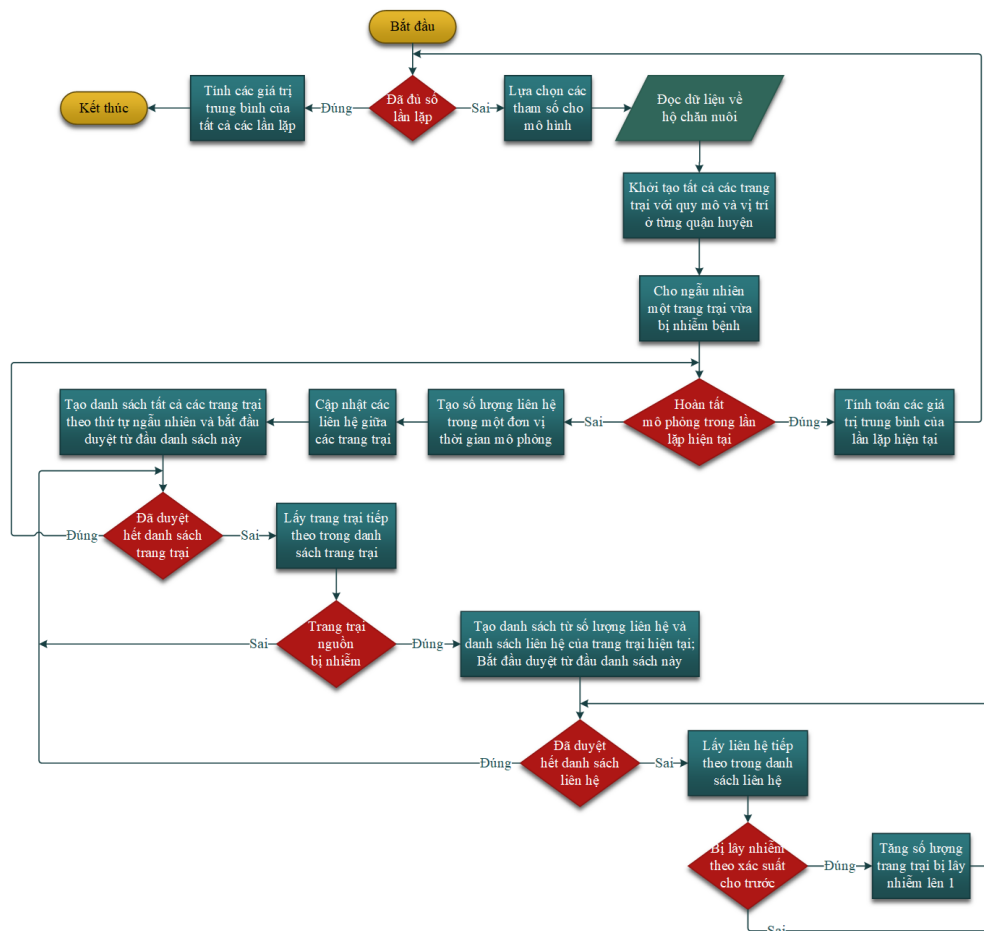 Bắt đầu
Kết thúc
Tính các giá trị
trung bình của
tất cả các lần lặp
Đúng
Đã đủ số
lần lặp
Sai
Lựa chọn các
tham số cho
mô hình
Đọc dữ liệu về
hộ chăn nuôi
Khởi tạo tất cả các trang
trại với quy mô và vị trí
ở từng quận huyện
Cho ngẫu nhiên
một trang trại vừa
bị nhiễm bệnh
Tạo danh sách tất cả các trang trại
theo thứ tự ngẫu nhiên và bắt đầu
duyệt từ đầu danh sách này
Cập nhật các
liên hệ giữa
các trang trại
Tạo số lượng liên hệ
trong một đơn vị
thời gian mô phỏng
Sai
Hoàn tất
mô phỏng trong lần
lặp hiện tại
Đúng
Tính toán các giá
trị trung bình của
lần lặp hiện tại
Đúng
Đã duyệt
hết danh sách
trang trại
Sai
Lấy trang trại tiếp
theo trong danh
sách trang trại
Sai
Trang trại
nguồn
bị nhiễm
Đúng
Tạo danh sách từ số lượng liên hệ và
danh sách liên hệ của trang trại hiện tại;
Bắt đầu duyệt từ đầu danh sách này
Đúng
Đã duyệt
hết danh sách
liên hệ
Sai
Lấy liên hệ tiếp
theo trong danh
sách liên hệ
Bị lây nhiễm
theo xác suất
cho trước
Đúng
Tăng số lượng
trang trại bị lây
nhiễm lên 1
Sai